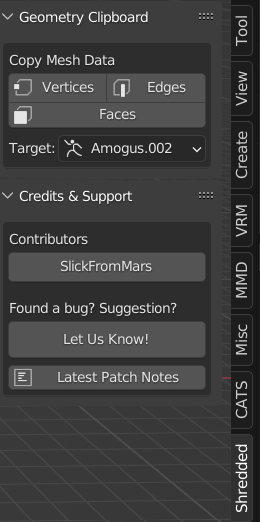 Geometry Clipboard
Copy Mesh Data
Vertices Edges
Faces
Target: Amogus.002
Credits & Support
Contributors
SlickFromMars
Found a bug? Suggestion?
Let Us Know!
Latest Patch Notes
Tool
View
Create
VRM
MMD
Misc
CATS
Shredded